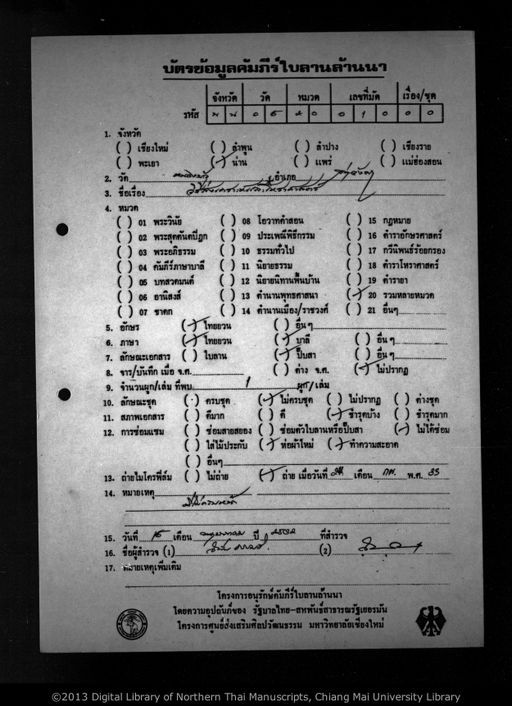 บัตรข้อมูลคัมภีร์ใบลานล้านนา
จังหวัด วัด หมวด เลขที่มัด เรื่อง/ชุด
รหัส น น 0 5 2 0 0 1 0 0 0
1. จังหวัด
( ) เชียงใหม่ ( ) ลำพูน ( ) ลำปาง ( ) เชียงราย
( ) พะเยา (✓) น่าน ( ) แพร่ ( ) แม่ฮ่องสอน
2. วัด อำเภอ
3. ชื่อเรื่อง
4. หมวด
( ) 01 พระวินัย ( ) 08 โอวาทคำสอน ( ) 15 กฎหมาย
( ) 02 พระสุตตันตปิฎก ( ) 09 ประเพณีพิธีกรรม ( ) 16 ตำราอักษรศาสตร์
( ) 03 พระอภิธรรม ( ) 10 ธรรมทั่วไป ( ) 17 กวีนิพนธ์ร้อยกรอง
( ) 04 คัมภีร์ภาษาบาลี ( ) 11 นิยายธรรม ( ) 18 ตำราโหราศาสตร์
( ) 05 บทสวดมนต์ ( ) 12 นิยายนิทานพื้นบ้าน ( ) 19 ตำรายา
( ) 06 อานิสงส์ ( ) 13 ตำนานพุทธศาสนา (✓) 20 รวมหลายหมวด
( ) 07 ชาดก ( ) 14 ตำนานเมือง/ราชวงศ์ ( ) 21 อื่นๆ
5. อักษร (✓) ไทยยวน ( ) อื่น ๆ
6. ภาษา (✓) ไทยยวน (✓) บาลี ( ) อื่น ๆ
7. ลักษณะเอกสาร ( ) ใบลาน (✓) ปั๊บสา ( ) อื่น ๆ
8. จาร/บันทึก เมื่อ จ.ศ. ( ) ต่าง จ.ศ. (✓) ไม่ปรากฏ
9. จำนวนผูก/เล่ม ที่พบ 1 ผูก/เล่ม
10. ลักษณะชุด ( ) ครบชุด (✓) ไม่ครบชุด ( ) ไม่ปรากฏ ( ) ต่างชุด
11. สภาพเอกสาร ( ) ดีมาก ( ) ดี (✓) ชำรุดบ้าง ( ) ชำรุดมาก
12. การซ่อมแซม ( ) ซ่อมสายสยอง ( ) ซ่อมตัวใบลานหรือปั๊บสา (✓) ไม่ได้ซ่อม
( ) ใส่ไม้ประกับ (✓) ห่อผ้าใหม่ (✓) ทำความสะอาด
( ) อื่นๆ
13. ถ่ายไมโครฟิล์ม ( ) ไม่ถ่าย (✓) ถ่าย เมื่อวันที่ เดือน กพ. พ.ศ. 35
14. หมายเหตุ
15. วันที่ 16 เดือน ปี ที่สำรวจ
16. ชื่อผู้สำรวจ (1) (2)
17. หมายเหตุเพิ่มเติม
โครงการอนุรักษ์คัมภีร์ใบลานล้านนา
โดยความอุปถัมภ์ของ รัฐบาลไทย-สหพันธ์สาธารณรัฐเยอรมัน
โครงการศูนย์ส่งเสริมศิลปวัฒนธรรม มหาวิทยาลัยเชียงใหม่
©2013 Digital Library of Northern Thai Manuscripts, Chiang Mai University Library